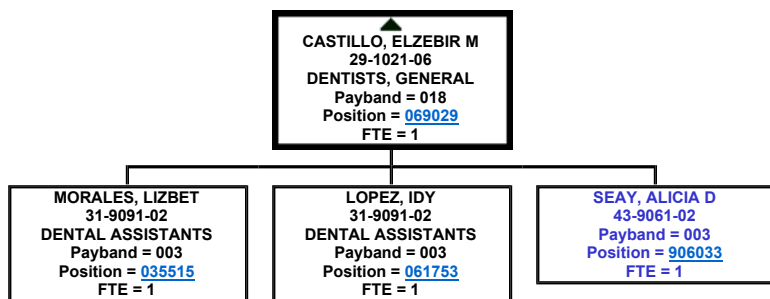 CASTILLO, ELZEBIR M
29-1021-06
DENTISTS, GENERAL
Payband = 018
Position = 069029
FTE = 1
MORALES, LIZBET
31-9091-02
DENTAL ASSISTANTS
Payband = 003
Position = 035515
FTE = 1
LOPEZ, IDY
31-9091-02
DENTAL ASSISTANTS
Payband = 003
Position = 061753
FTE = 1
SEAY, ALICIA D
43-9061-02
Payband = 003
Position = 906033
FTE = 1